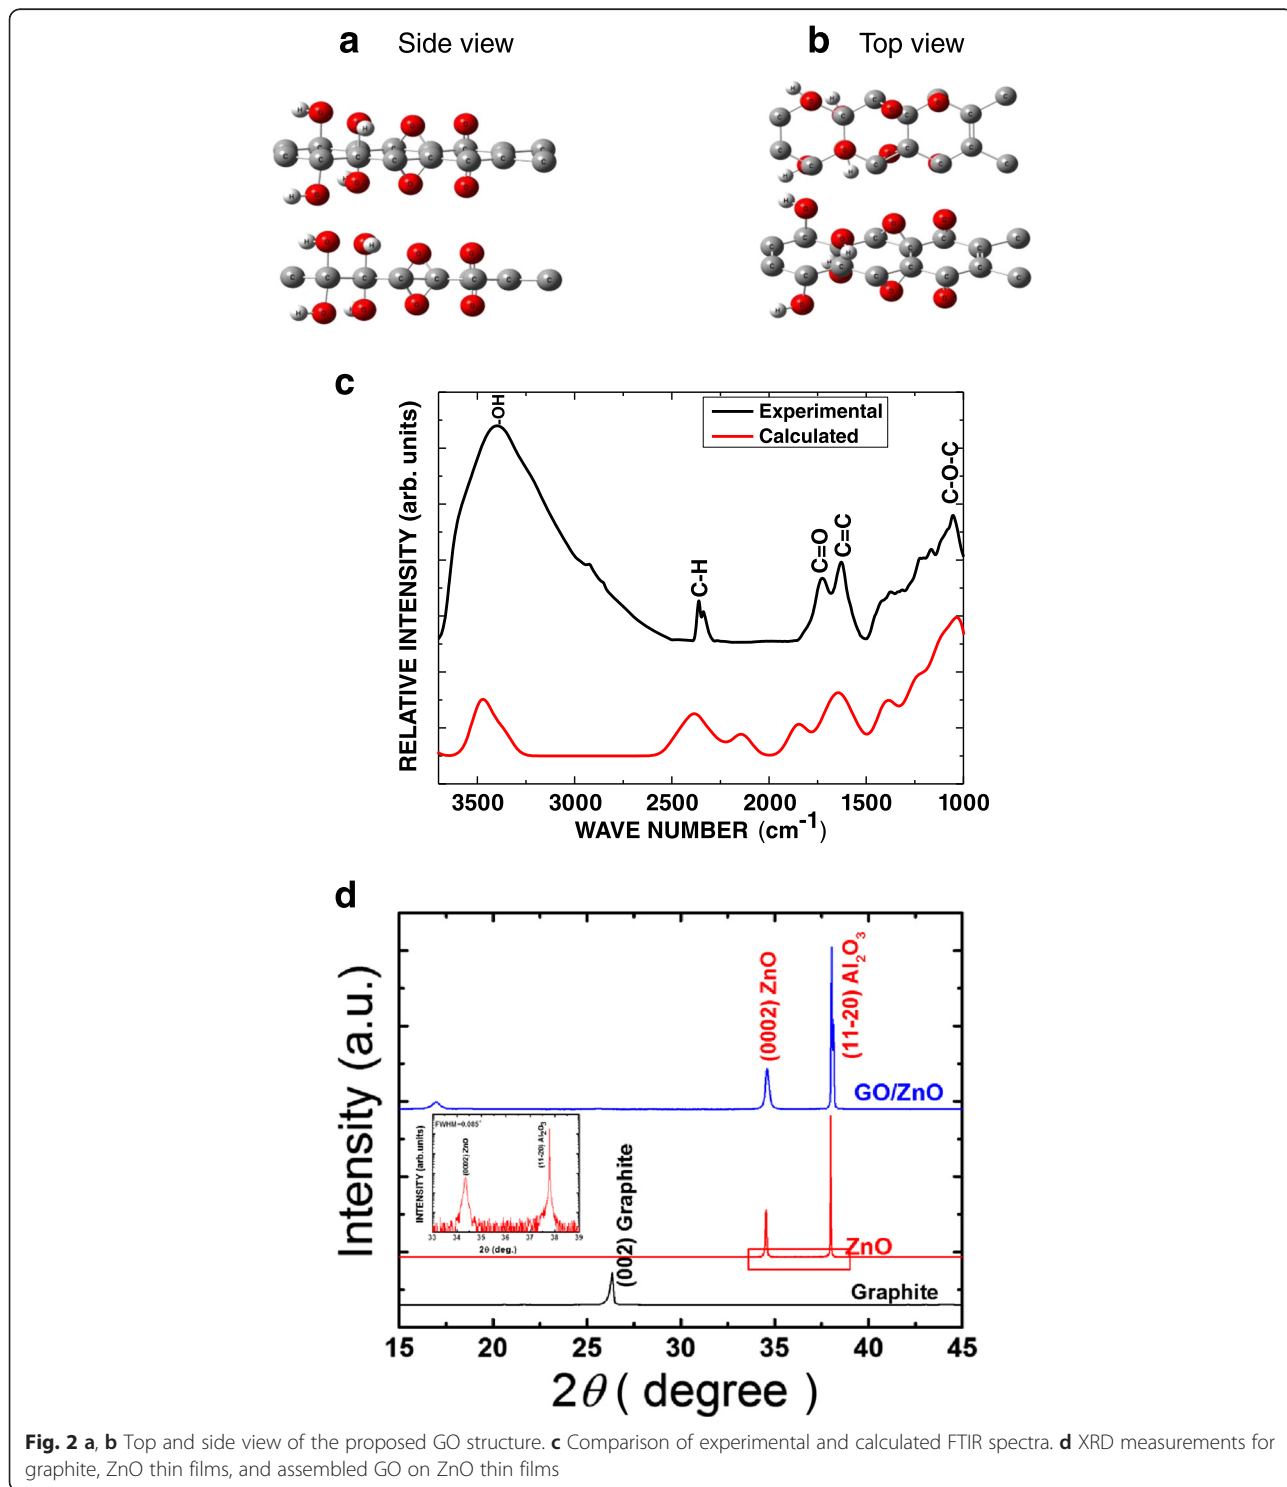 a Side view
b Top view
c
-OH
C-H
C=O
C=C
C-O-C
Experimental
Calculated
RELATIVE INTENSITY (arb. units)
3500 3000 2500 2000 1500 1000
WAVE NUMBER (cm⁻¹)
d
Intensity (a.u.)
(0002) ZnO
(11-20) Al₂O₃
GO/ZnO
FWHM=0.085°
INTENSITY (arb.units)
(0002) ZnO
(11-20) Al₂O₃
33 34 35 36 37 38 39
2θ (deg.)
(002) Graphite
ZnO
Graphite
15 20 25 30 35 40 45
2θ ( degree )
Fig. 2 a, b Top and side view of the proposed GO structure. c Comparison of experimental and calculated FTIR spectra. d XRD measurements for
graphite, ZnO thin films, and assembled GO on ZnO thin films